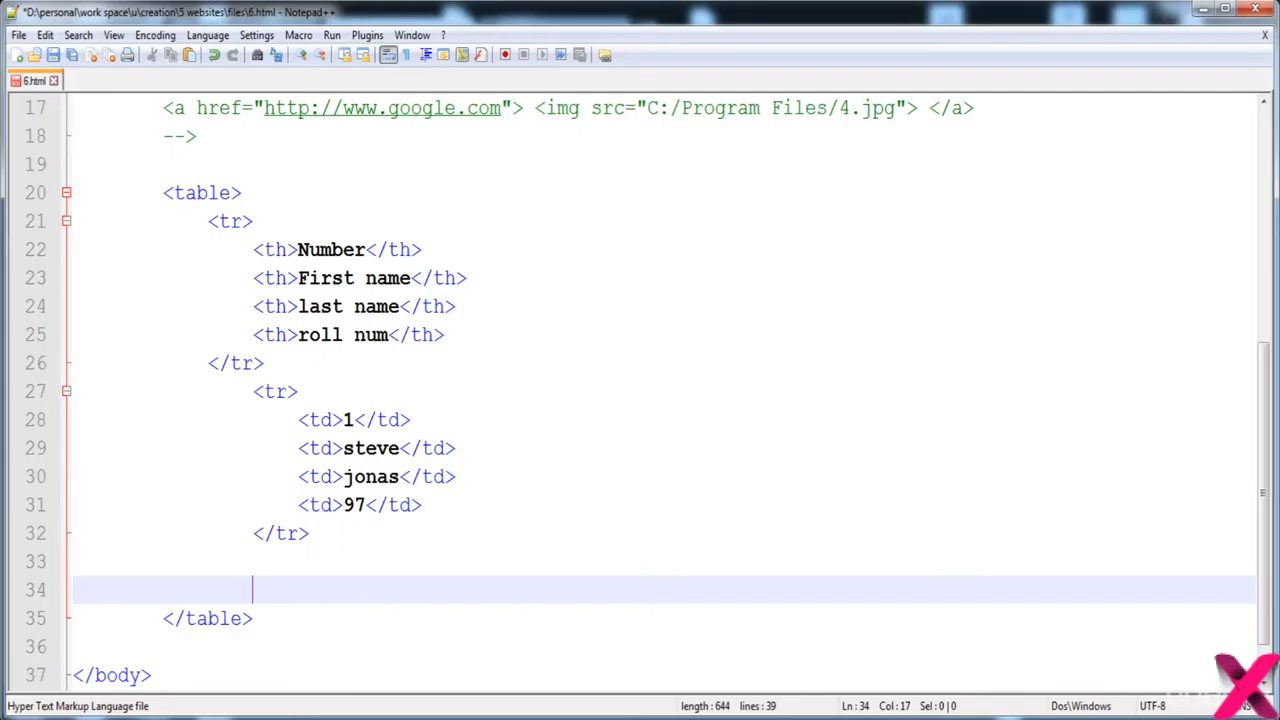 *D:\personal\work space\u\creation\5 websites\files\6.html - Notepad++
File Edit Search View Encoding Language Settings Macro Run Plugins Window ? X
6.html
17 <a href="http://www.google.com"> <img src="C:/Program Files/4.jpg"> </a>
18 -->
19
20 <table>
21 <tr>
22 <th>Number</th>
23 <th>First name</th>
24 <th>last name</th>
25 <th>roll num</th>
26 </tr>
27 <tr>
28 <td>1</td>
29 <td>steve</td>
30 <td>jonas</td>
31 <td>97</td>
32 </tr>
33
34
35 </table>
36
37 </body>
Hyper Text Markup Language file length : 644 lines : 39 Ln : 34 Col : 17 Sel : 0 | 0 Dos\Windows UTF-8